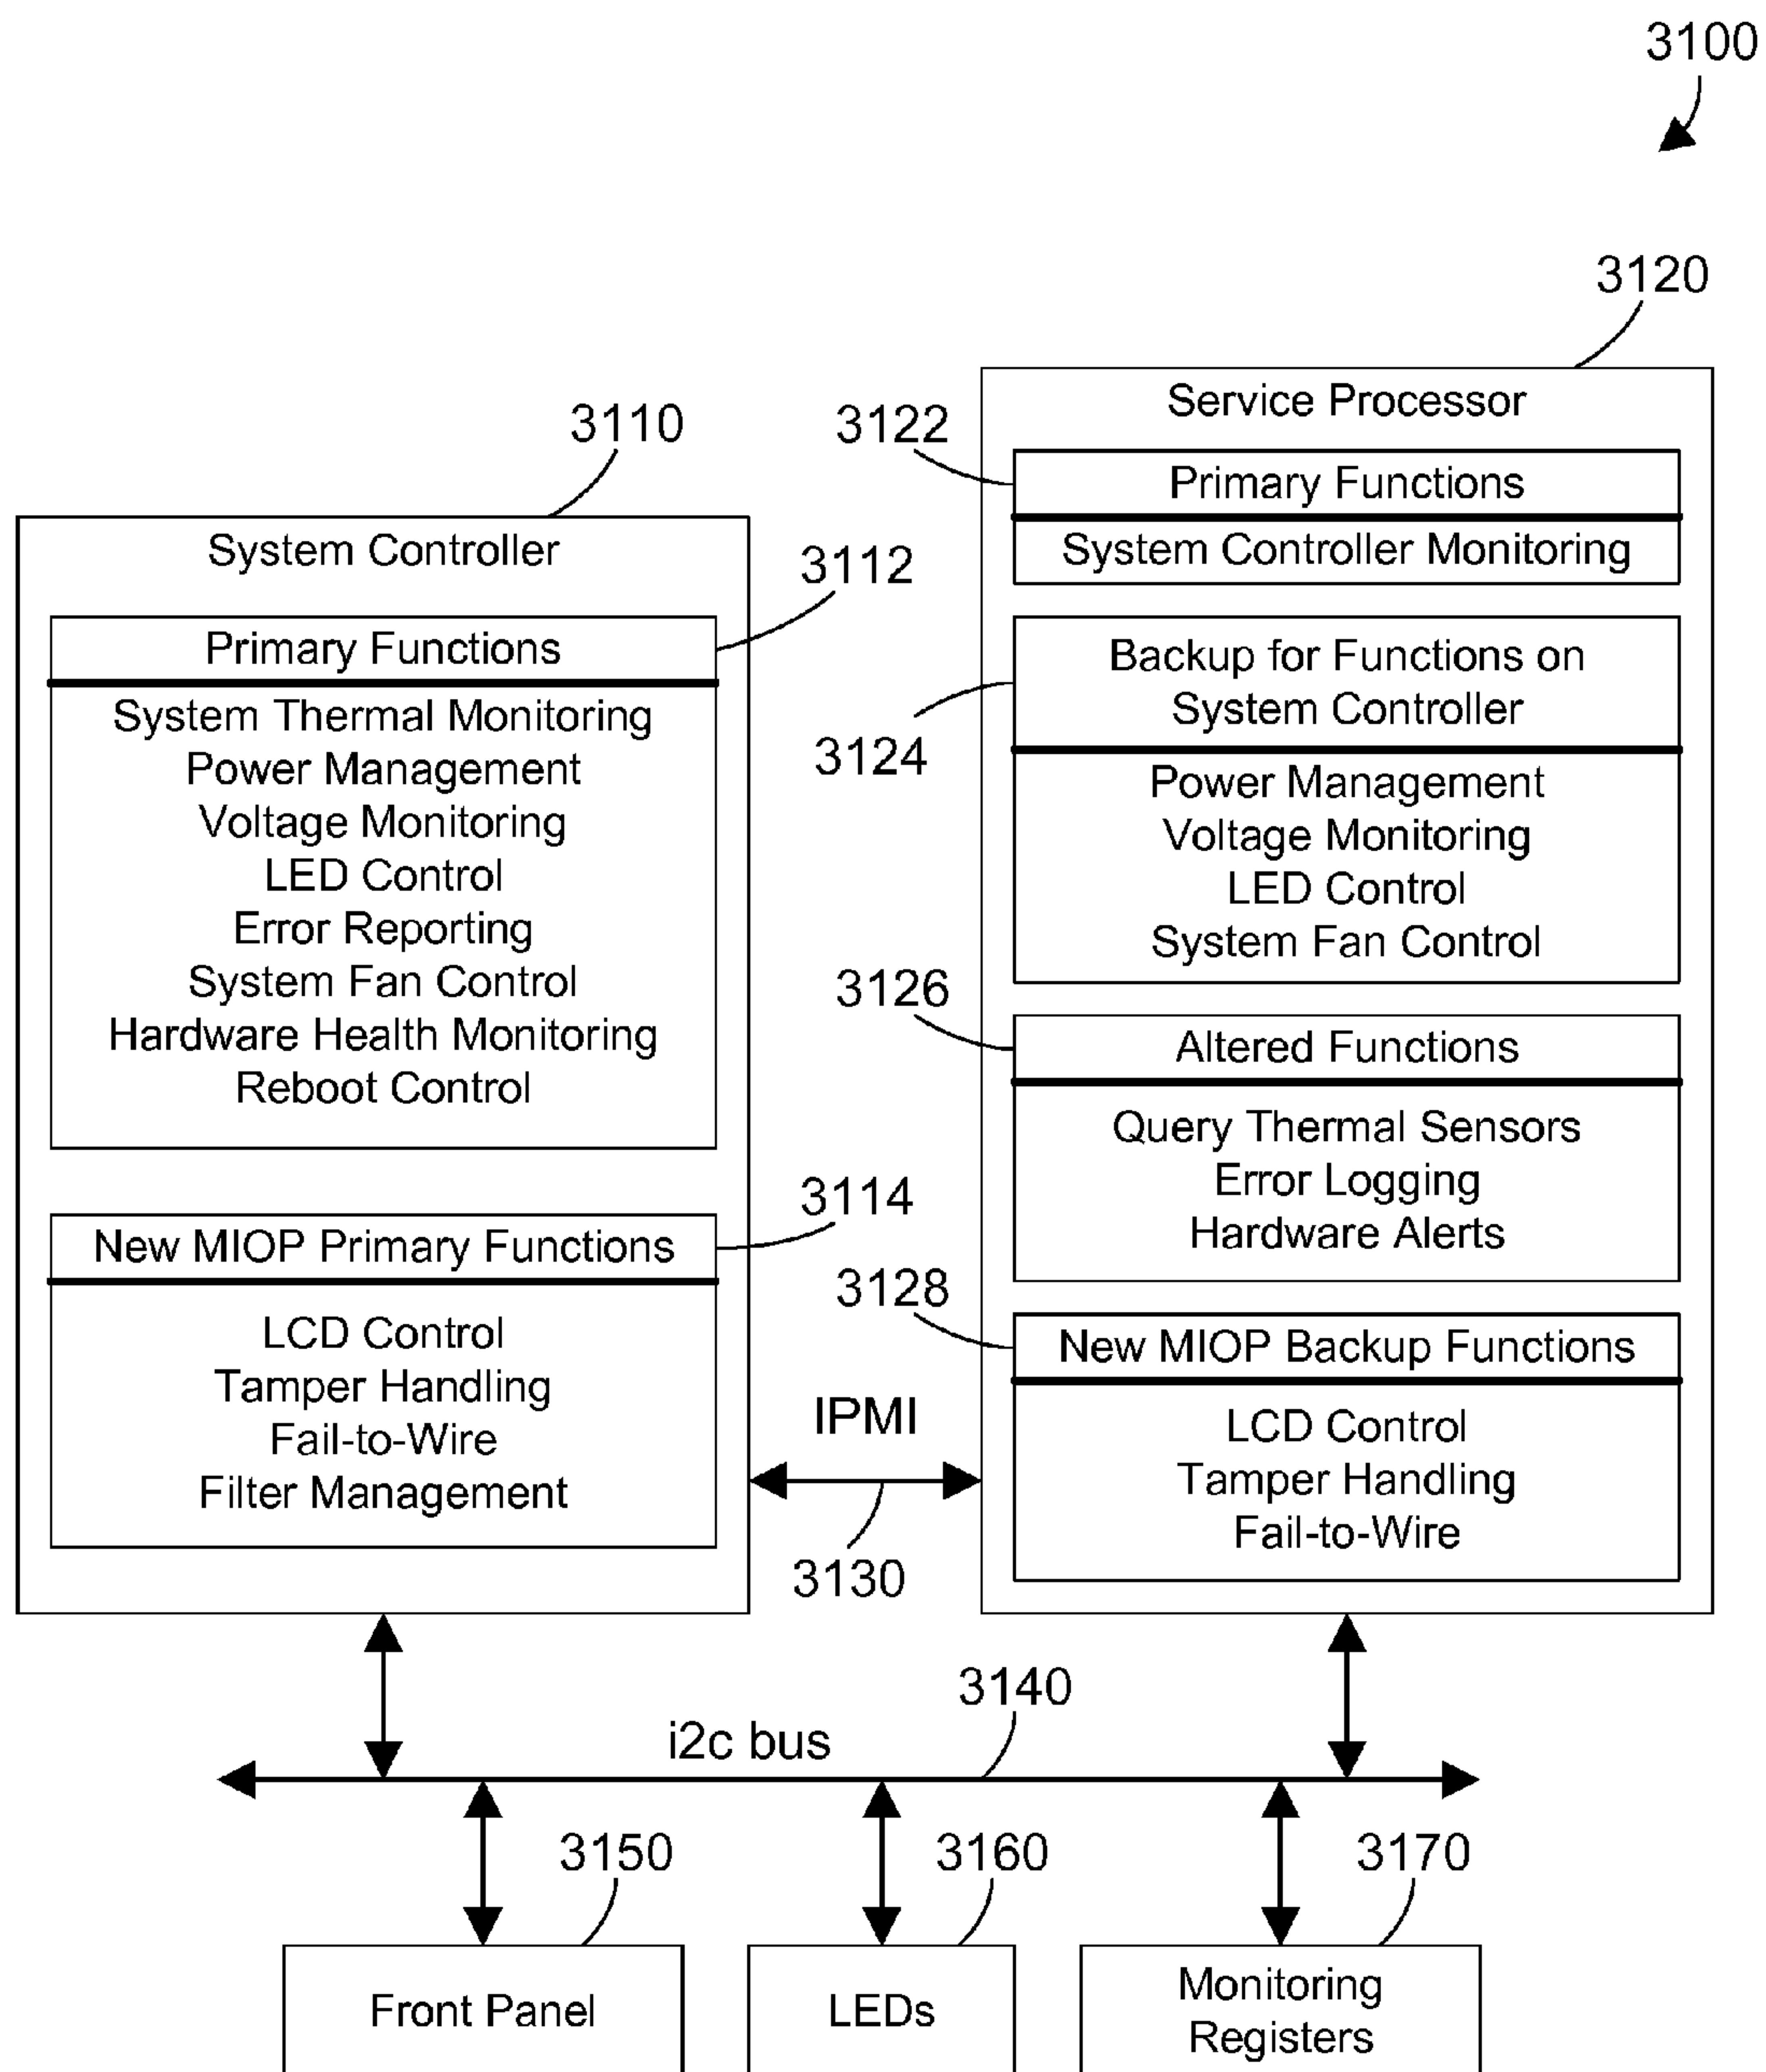 3100
3120
Service Processor
3122
Primary Functions
System Controller Monitoring
3124
Backup for Functions on
System Controller
Power Management
Voltage Monitoring
LED Control
System Fan Control
3126
Altered Functions
Query Thermal Sensors
Error Logging
Hardware Alerts
3128
New MIOP Backup Functions
LCD Control
Tamper Handling
Fail-to-Wire
3110
System Controller
3112
Primary Functions
System Thermal Monitoring
Power Management
Voltage Monitoring
LED Control
Error Reporting
System Fan Control
Hardware Health Monitoring
Reboot Control
3114
New MIOP Primary Functions
LCD Control
Tamper Handling
Fail-to-Wire
Filter Management
IPMI
3130
3140
i2c bus
3150
Front Panel
3160
LEDs
3170
Monitoring
Registers